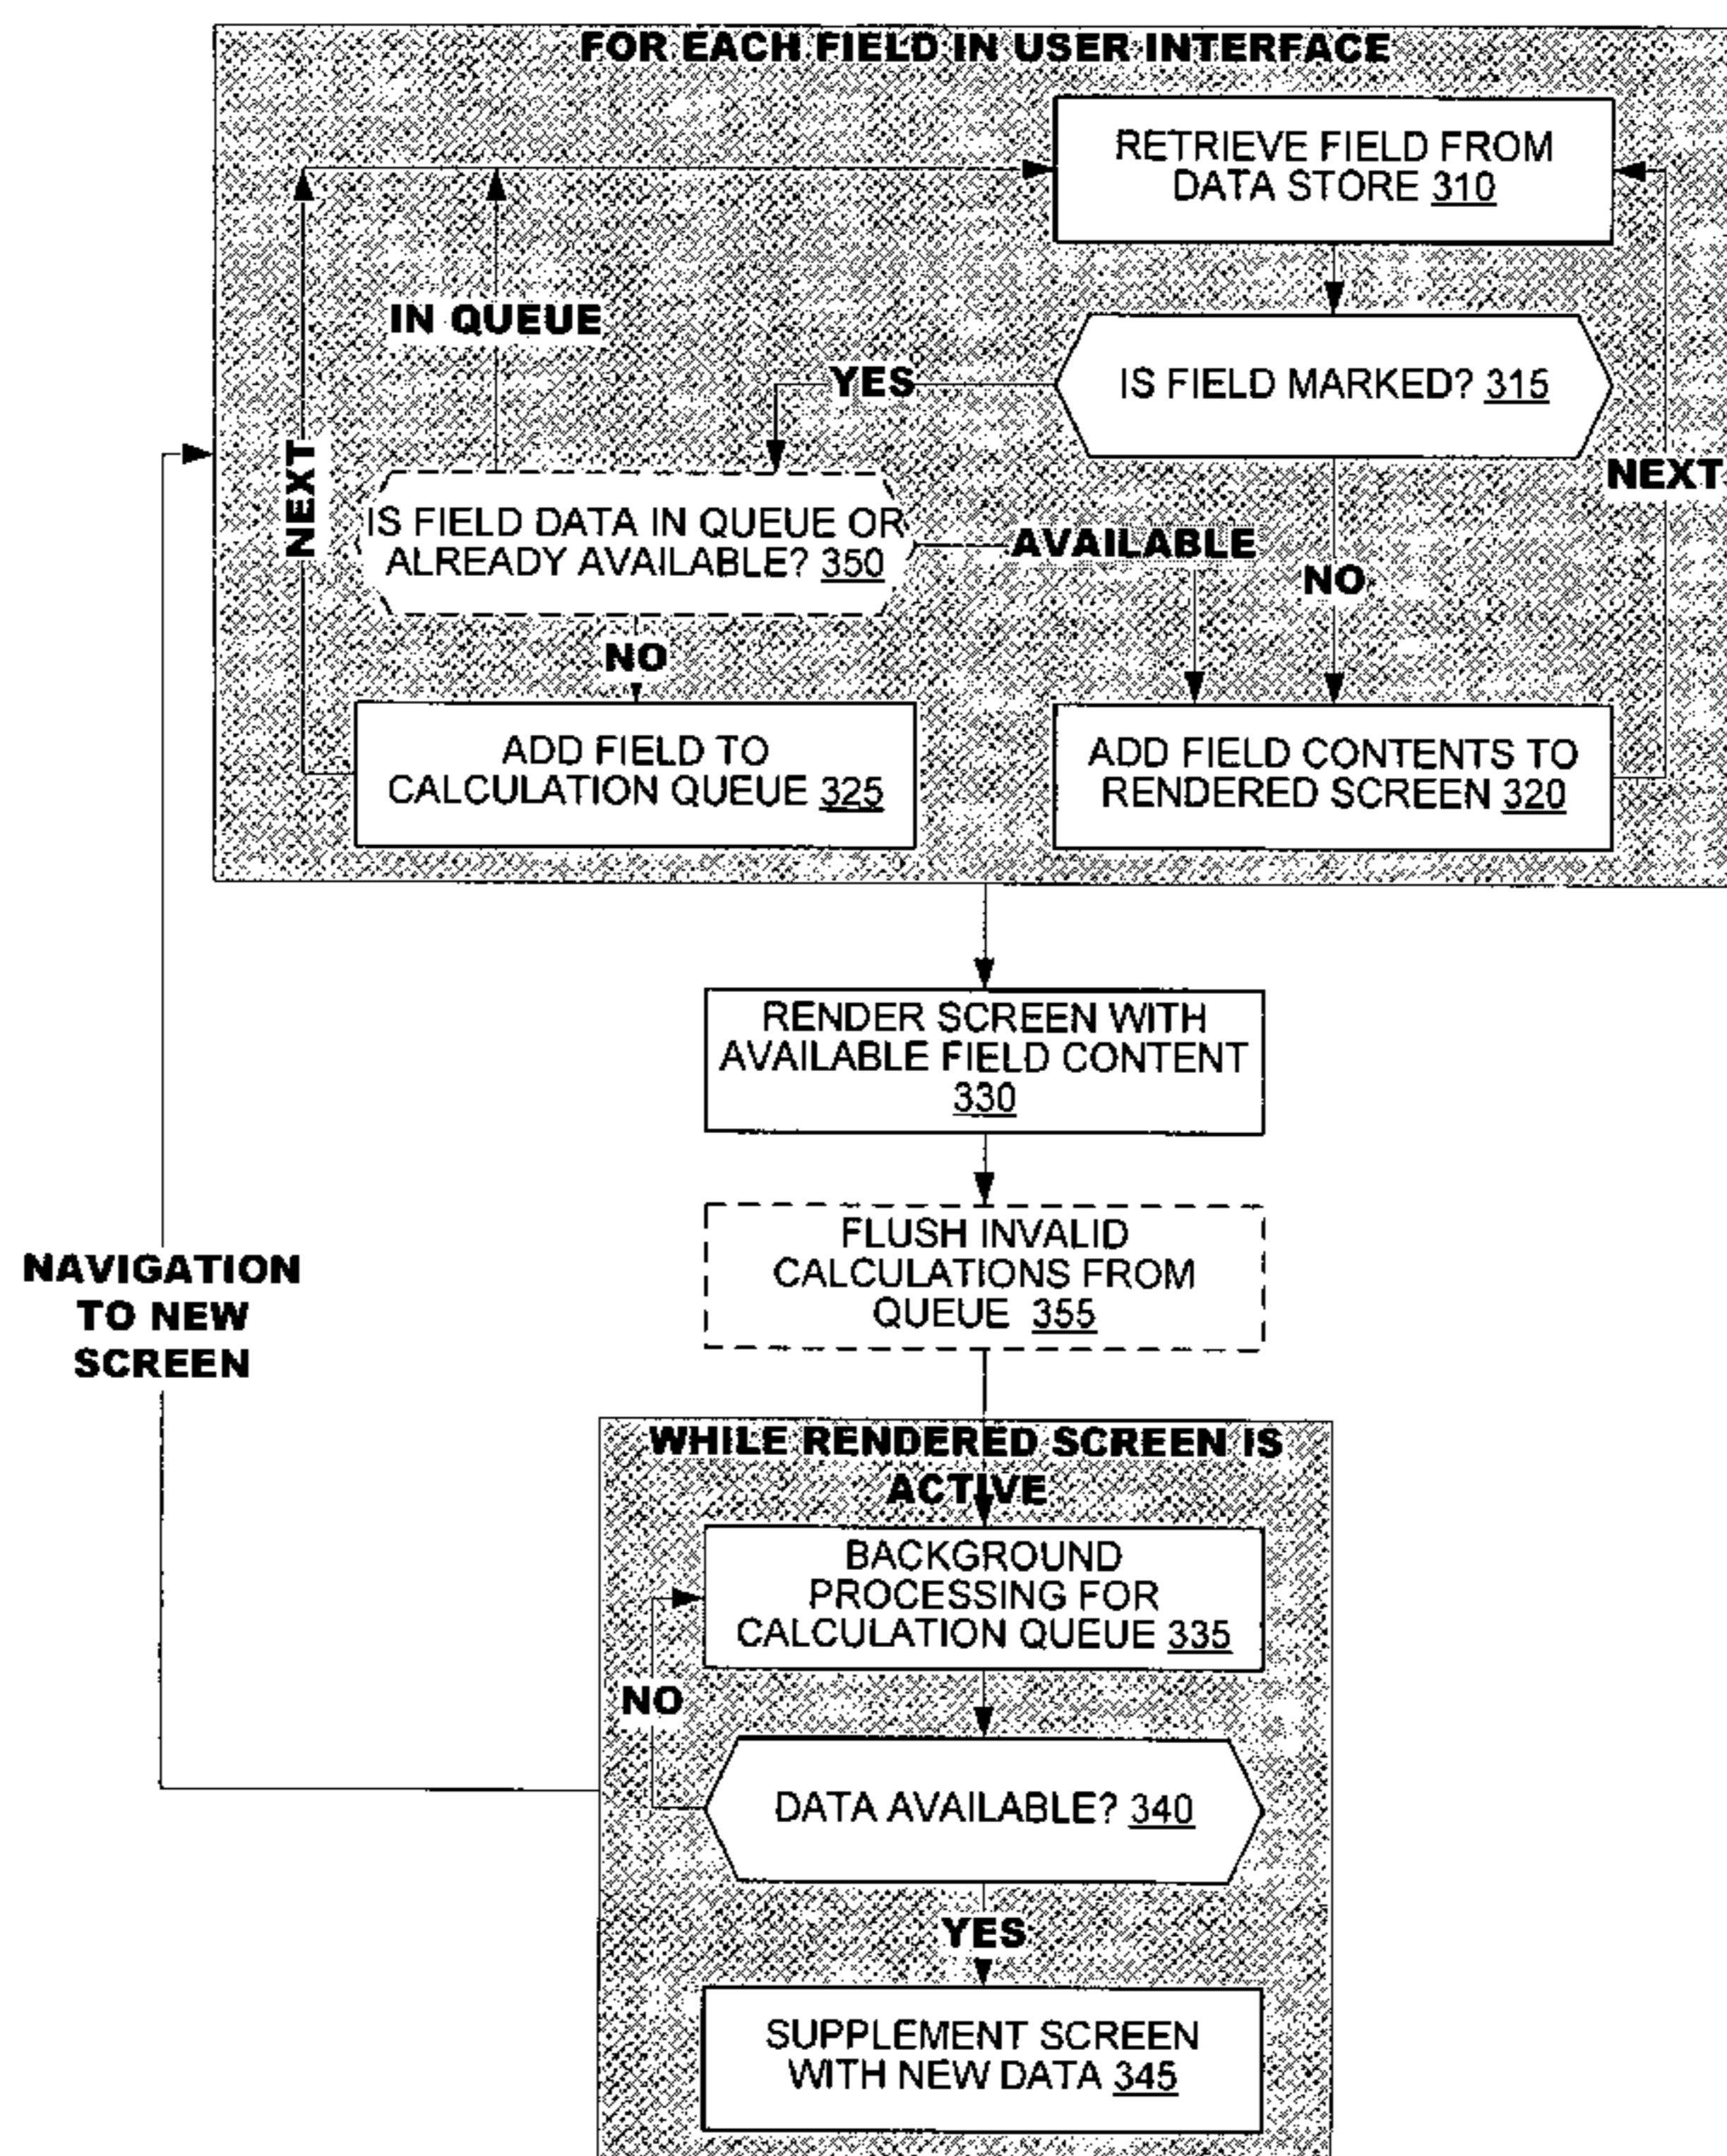 FOR EACH FIELD IN USER INTERFACE
RETRIEVE FIELD FROM
DATA STORE 310
IN QUEUE
YES
IS FIELD MARKED? 315
NEXT
NEXT
IS FIELD DATA IN QUEUE OR
ALREADY AVAILABLE? 350
AVAILABLE
NO
NO
ADD FIELD TO
CALCULATION QUEUE 325
ADD FIELD CONTENTS TO
RENDERED SCREEN 320
RENDER SCREEN WITH
AVAILABLE FIELD CONTENT
330
FLUSH INVALID
CALCULATIONS FROM
QUEUE 355
NAVIGATION
TO NEW
SCREEN
WHILE RENDERED SCREEN IS
ACTIVE
BACKGROUND
PROCESSING FOR
CALCULATION QUEUE 335
NO
DATA AVAILABLE? 340
YES
SUPPLEMENT SCREEN
WITH NEW DATA 345